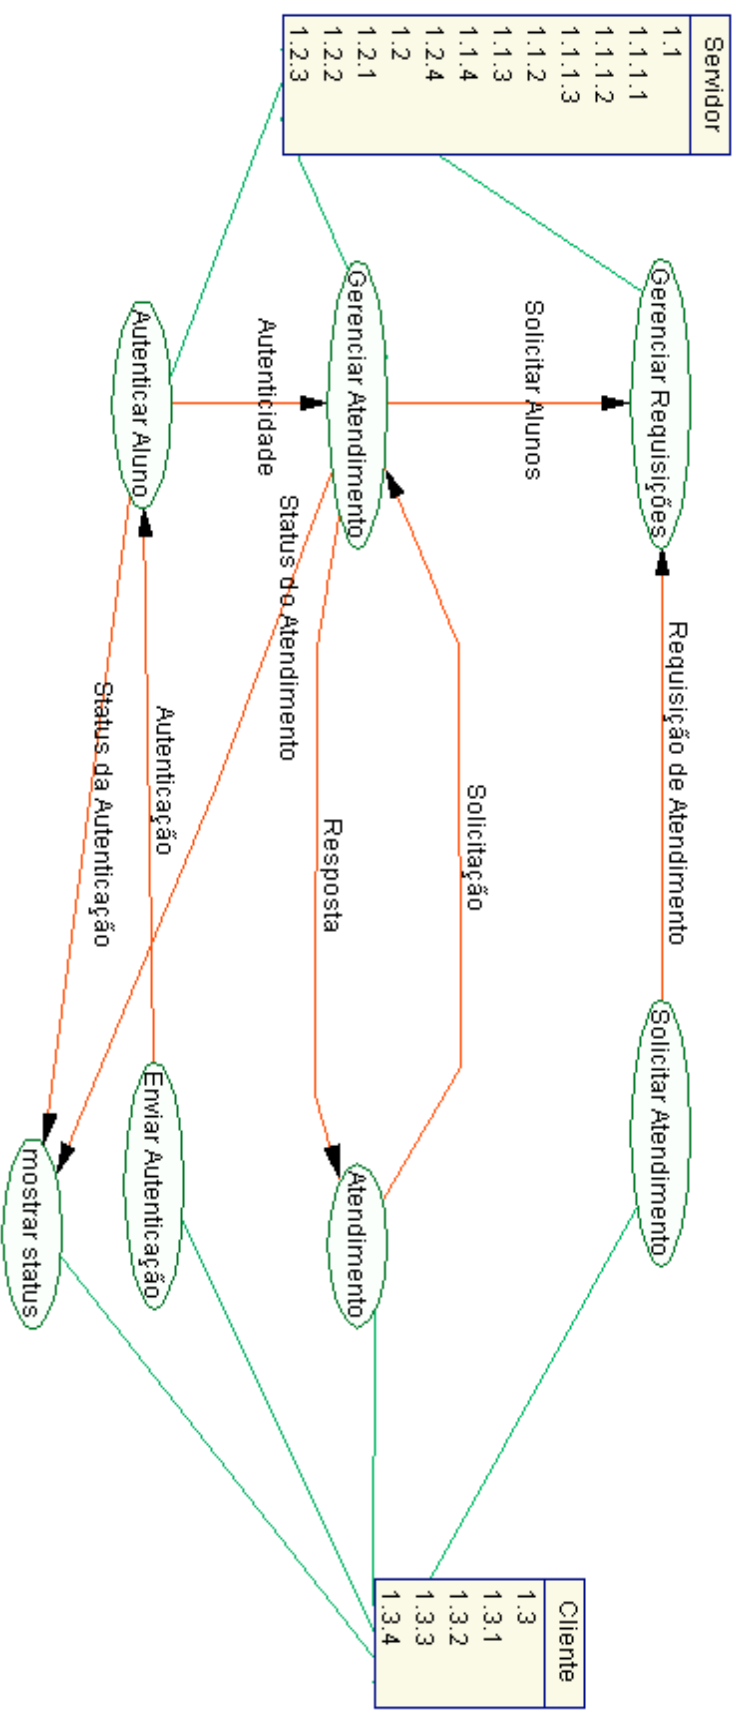 Servidor
1.1
1.1.1.1
1.1.1.2
1.1.1.3
1.1.2
1.1.3
1.1.4
1.2.4
1.2
1.2.1
1.2.2
1.2.3
Gerenciar Requisições
Requisição de Atendimento
Solicitar Atendimento
Solicitar Alunos
Solicitação
Gerenciar Atendimento
Resposta
Atendimento
Status do Atendimento
Autenticidade
Autenticação
Autenticar Aluno
Enviar Autenticação
Status da Autenticação
mostrar status
Cliente
1.3
1.3.1
1.3.2
1.3.3
1.3.4